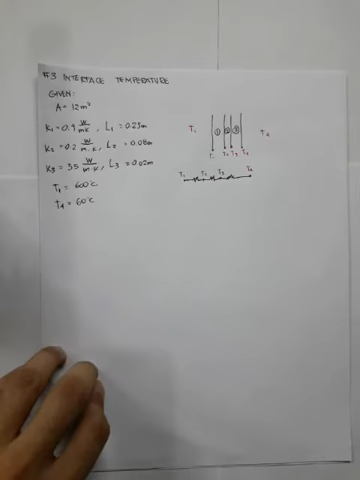 #3 INTERFACE TEMPERATURE
GIVEN:
A = 12m²
K₁ = 0.9 W/mK , L₁ = 0.23m
K₂ = 0.2 W/m·K , L₂ = 0.08m
K₃ = 35 W/m·K , L₃ = 0.02m
T₁ = 600°C
T₄ = 60°C
T₁ ① ② ③ T₄
T₁ T₂ T₃ T₄
T₁ T₂ T₃ T₄